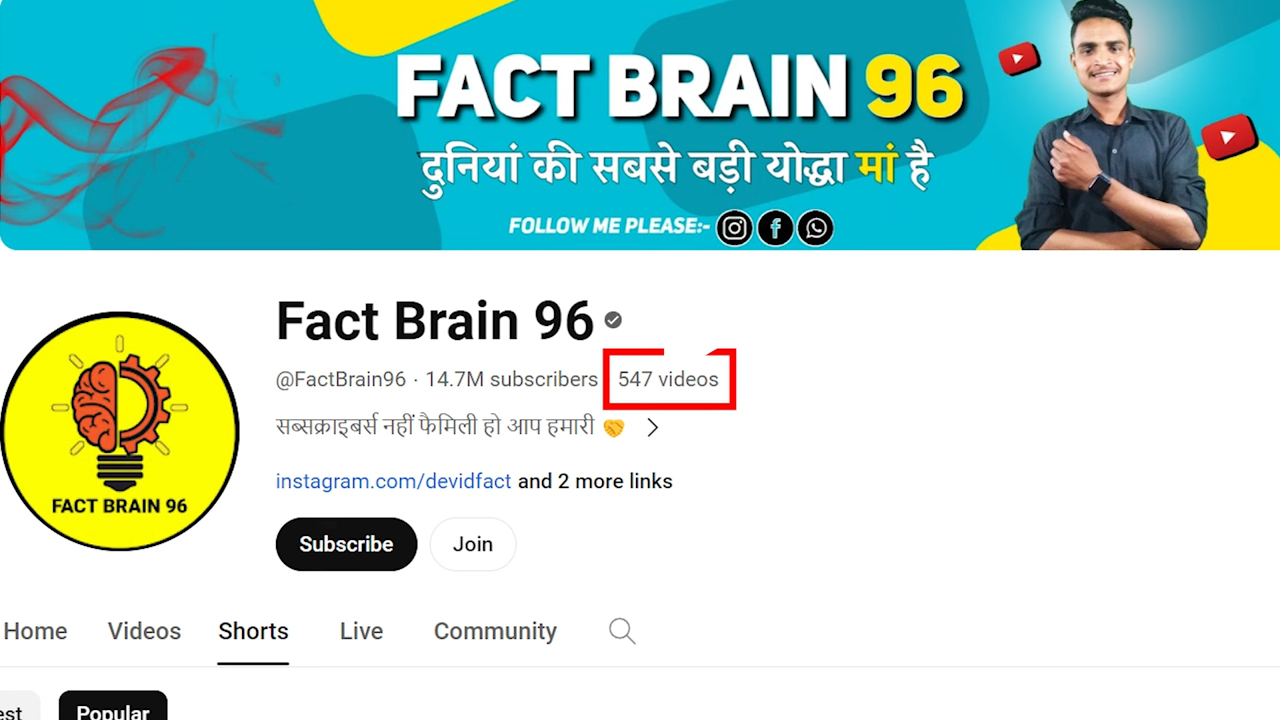 FACT BRAIN 96
दुनियां की सबसे बड़ी योद्धा मां है
FOLLOW ME PLEASE:-
Fact Brain 96
@FactBrain96 · 14.7M subscribers 547 videos
सब्सक्राइबर्स नहीं फैमिली हो आप हमारी 🤝
instagram.com/devidfact and 2 more links
Subscribe Join
FACT BRAIN 96
Home Videos Shorts Live Community
Popular